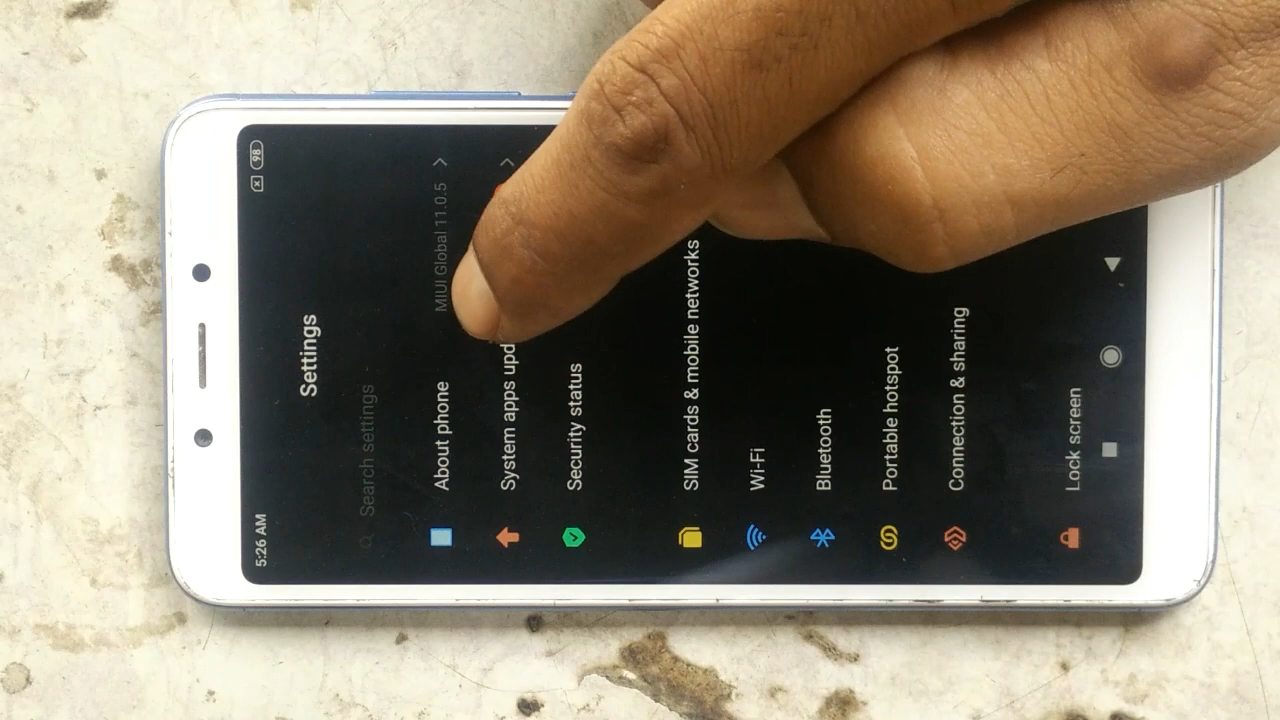 5:26 AM
98
Settings
Search settings
About phone
MIUI Global 11.0.5
System apps upd
Security status
SIM cards & mobile networks
Wi-Fi
Bluetooth
Portable hotspot
Connection & sharing
Lock screen